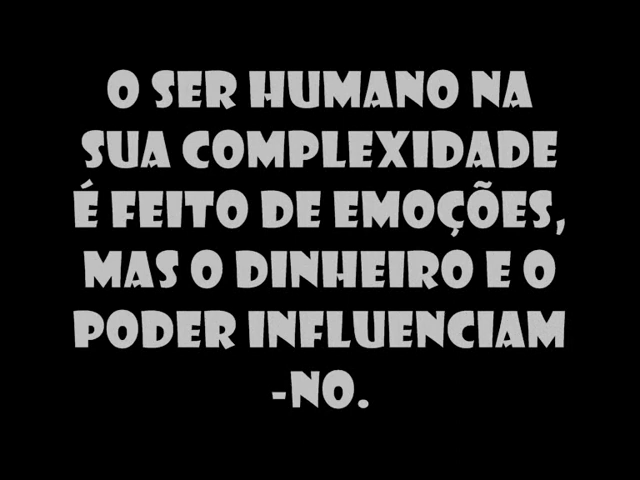 O SER HUMANO NA
SUA COMPLEXIDADE
É FEITO DE EMOÇÕES,
MAS O DINHEIRO E O
PODER INFLUENCIAM
-NO.